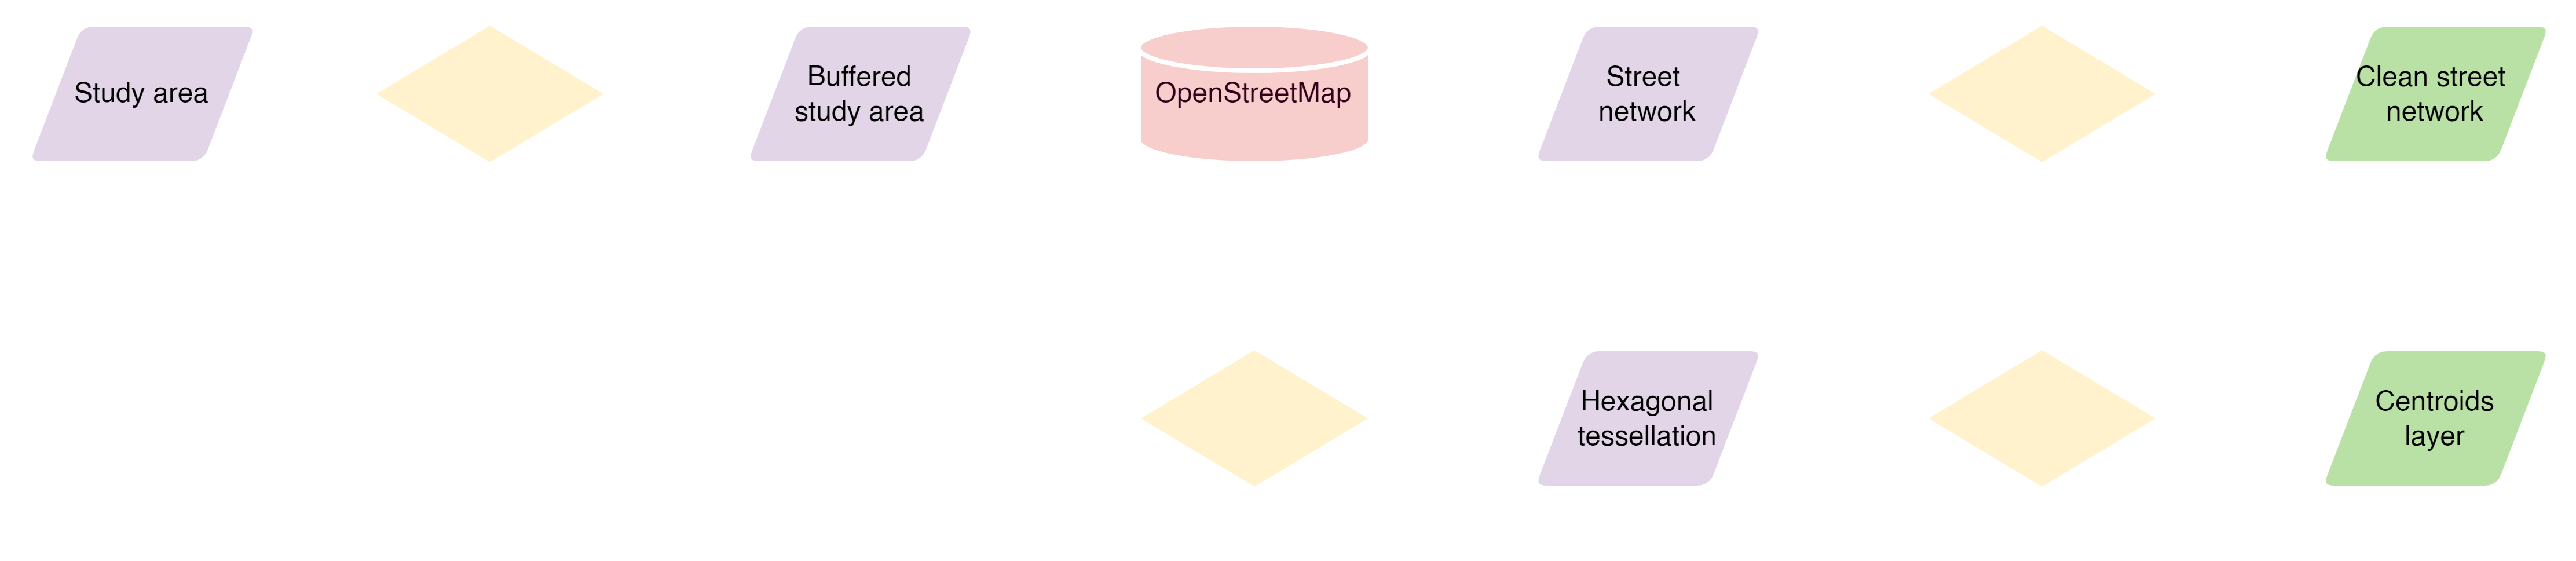 Study area
Buffered
study area
OpenStreetMap
Street
network
Clean street
network
Hexagonal
tessellation
Centroids
layer